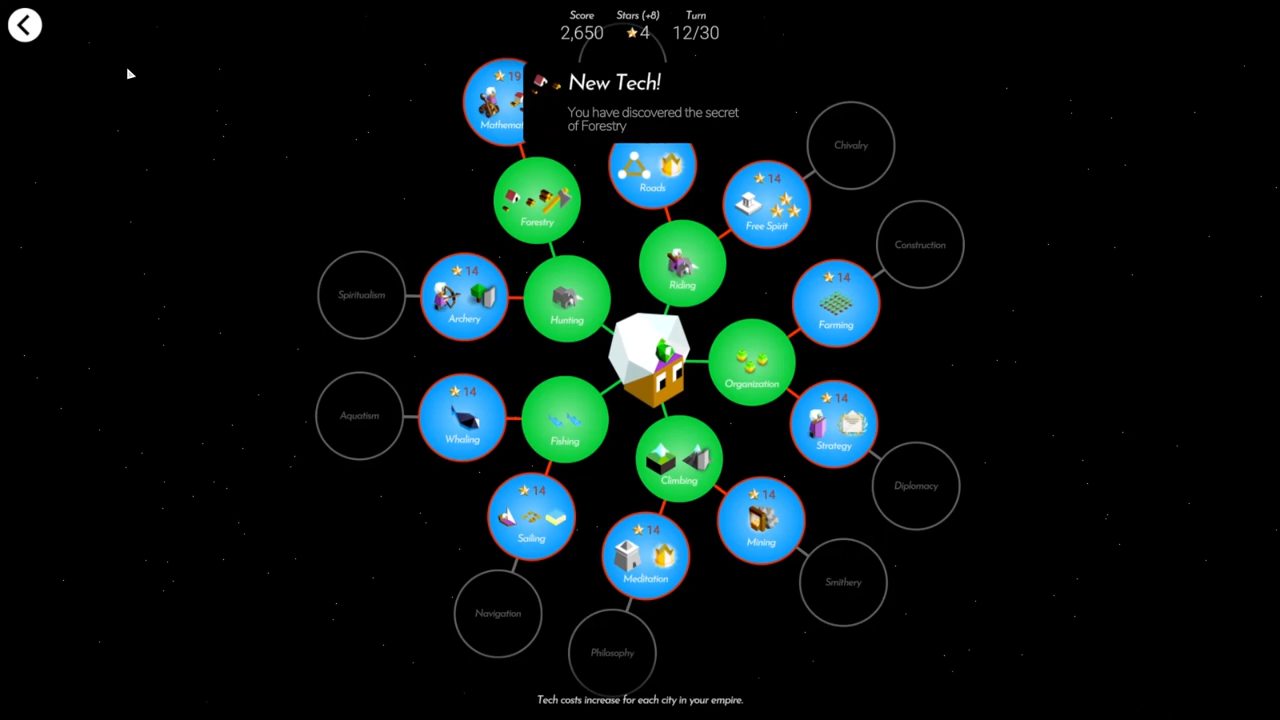 Score
Stars (+8)
Turn
2,650
4
12/30
New Tech!
You have discovered the secret
of Forestry
19
Mathemat
Roads
Chivalry
14
Free Spirit
Forestry
Construction
Riding
14
Farming
Spiritualism
14
Archery
Hunting
Organization
Aquatism
14
Whaling
Fishing
14
Strategy
Climbing
Diplomacy
14
Sailing
14
Meditation
14
Mining
Smithery
Navigation
Philosophy
Tech costs increase for each city in your empire.